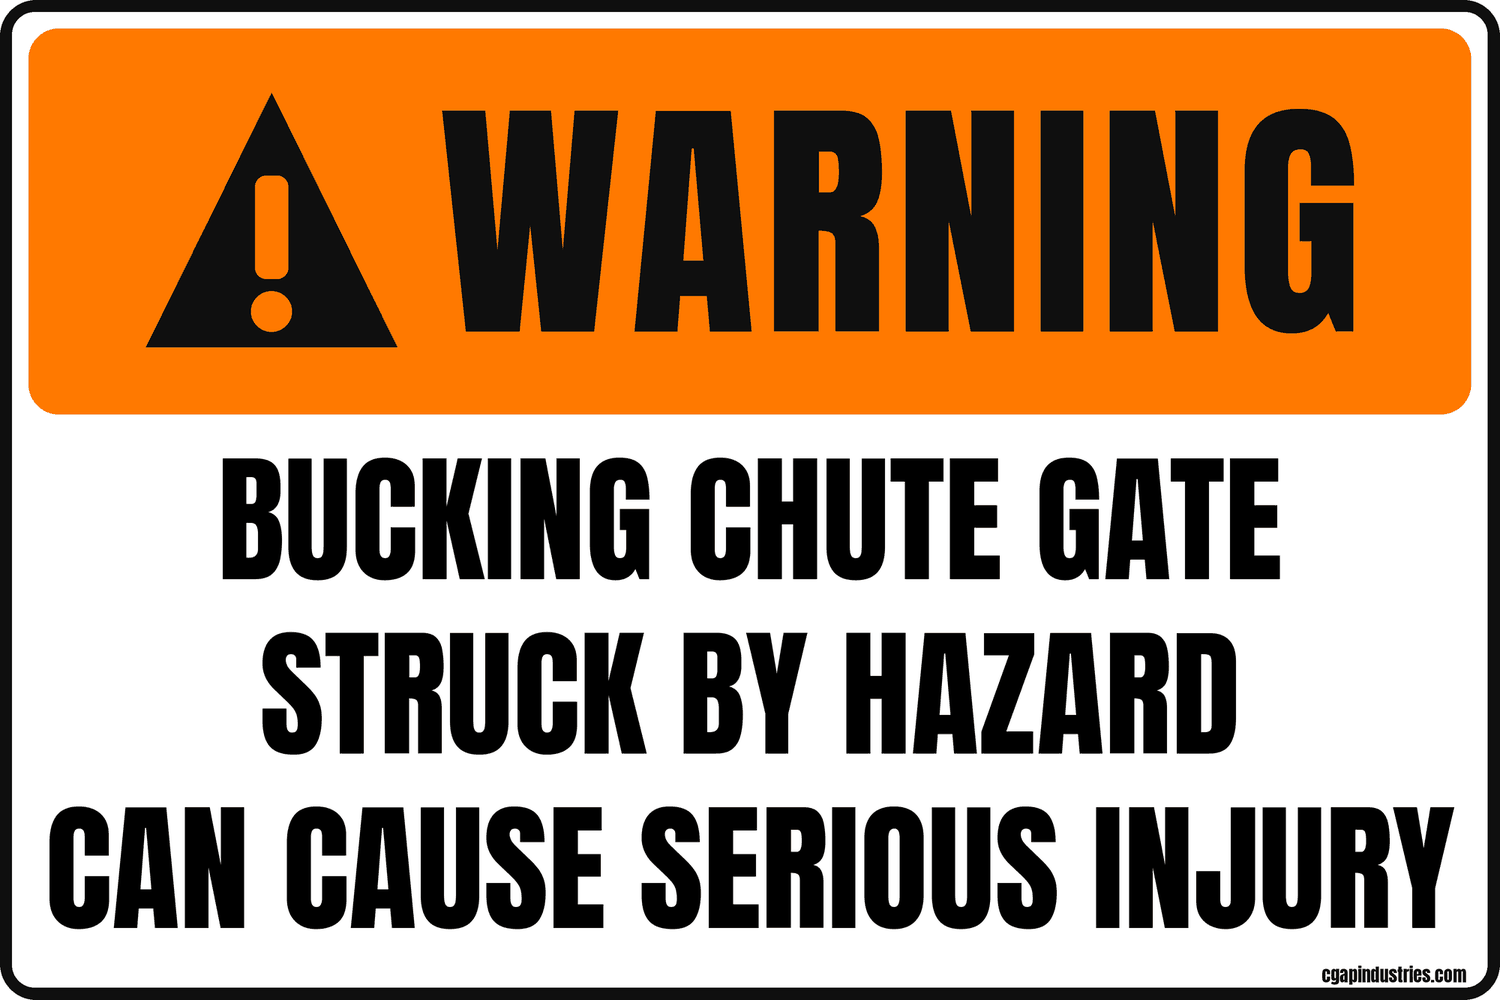 WARNING
BUCKING CHUTE GATE
STRUCK BY HAZARD
CAN CAUSE SERIOUS INJURY
cgapindustries.com